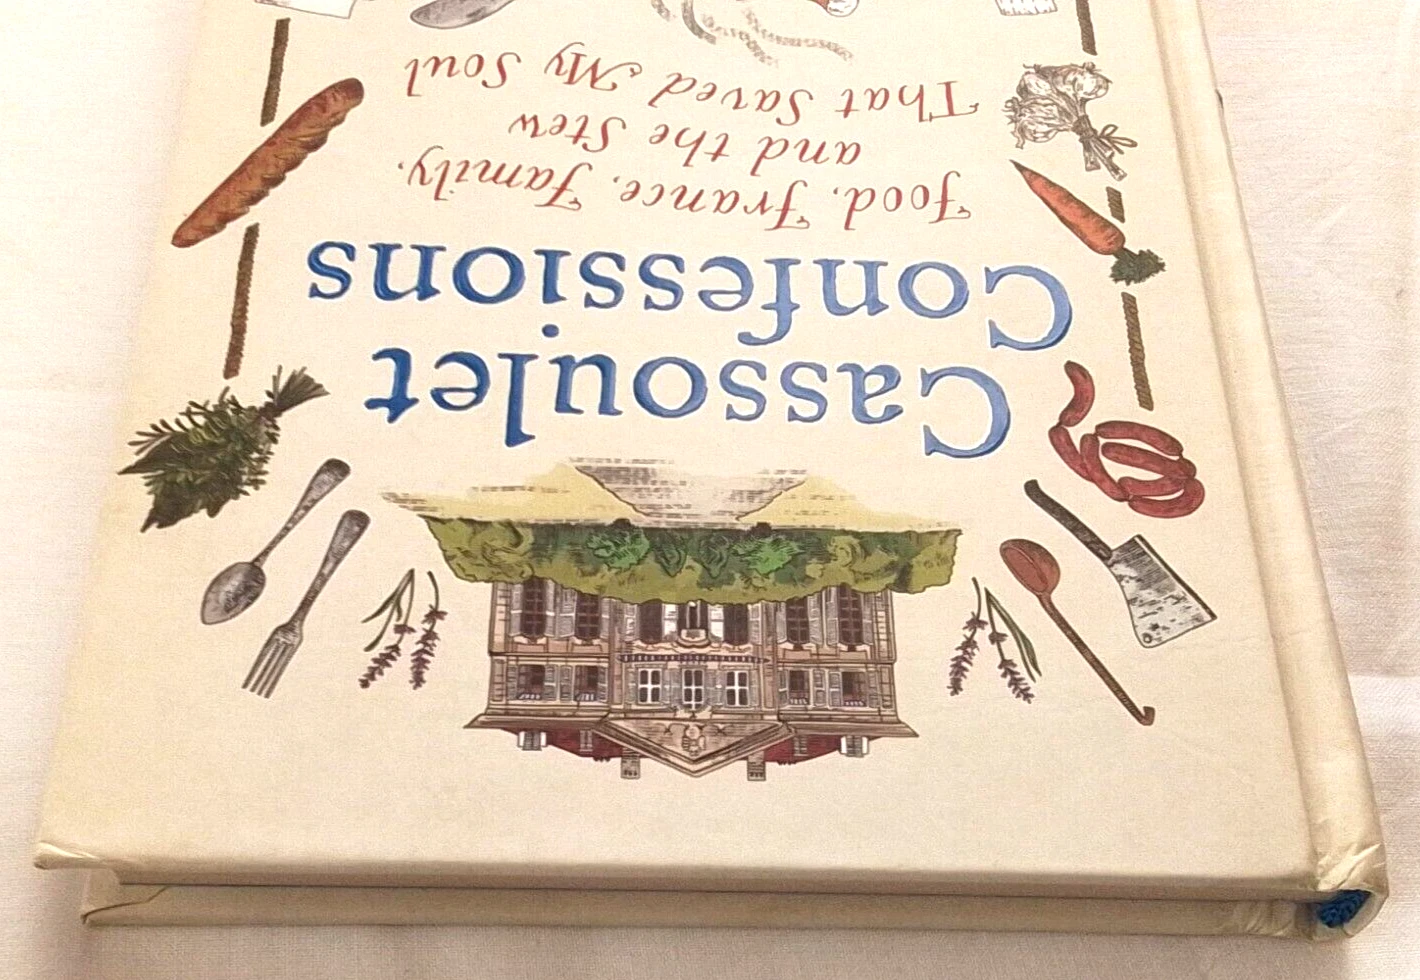 Cassoulet
Confessions
Food, France, Family,
and the Stew
That Saved My Soul